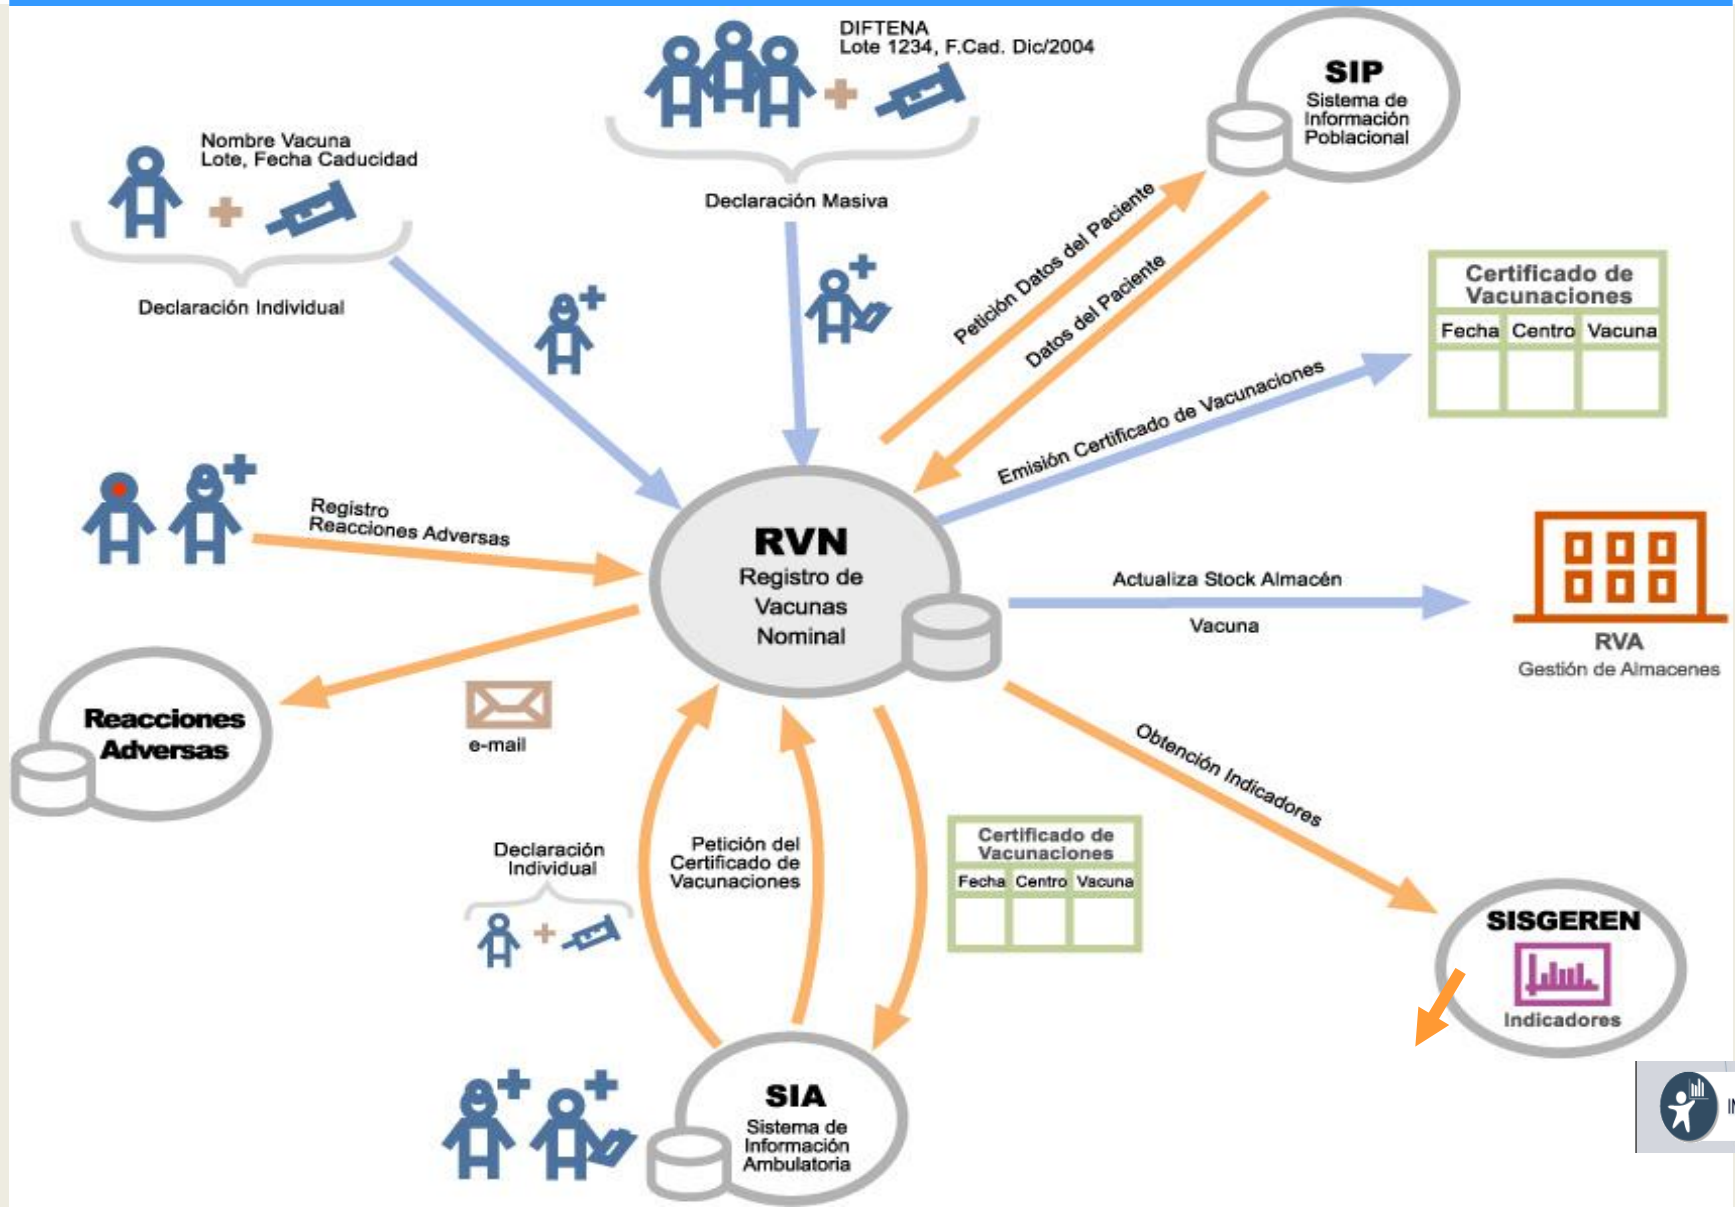 DIFTENA
Lote 1234, F.Cad. Dic/2004
SIP
Sistema de
Información
Poblacional
Nombre Vacuna
Lote, Fecha Caducidad
Declaración Masiva
Declaración Individual
Petición Datos del Paciente
Datos del Paciente
Certificado de
Vacunaciones
Fecha Centro Vacuna
Emisión Certificado de Vacunaciones
Registro
Reacciones Adversas
RVN
Registro de
Vacunas
Nominal
Actualiza Stock Almacén
Vacuna
RVA
Gestión de Almacenes
Reacciones
Adversas
e-mail
Obtención Indicadores
Declaración
Individual
Petición del
Certificado de
Vacunaciones
Certificado de
Vacunaciones
Fecha Centro Vacuna
SISGEREN
Indicadores
SIA
Sistema de
Información
Ambulatoria